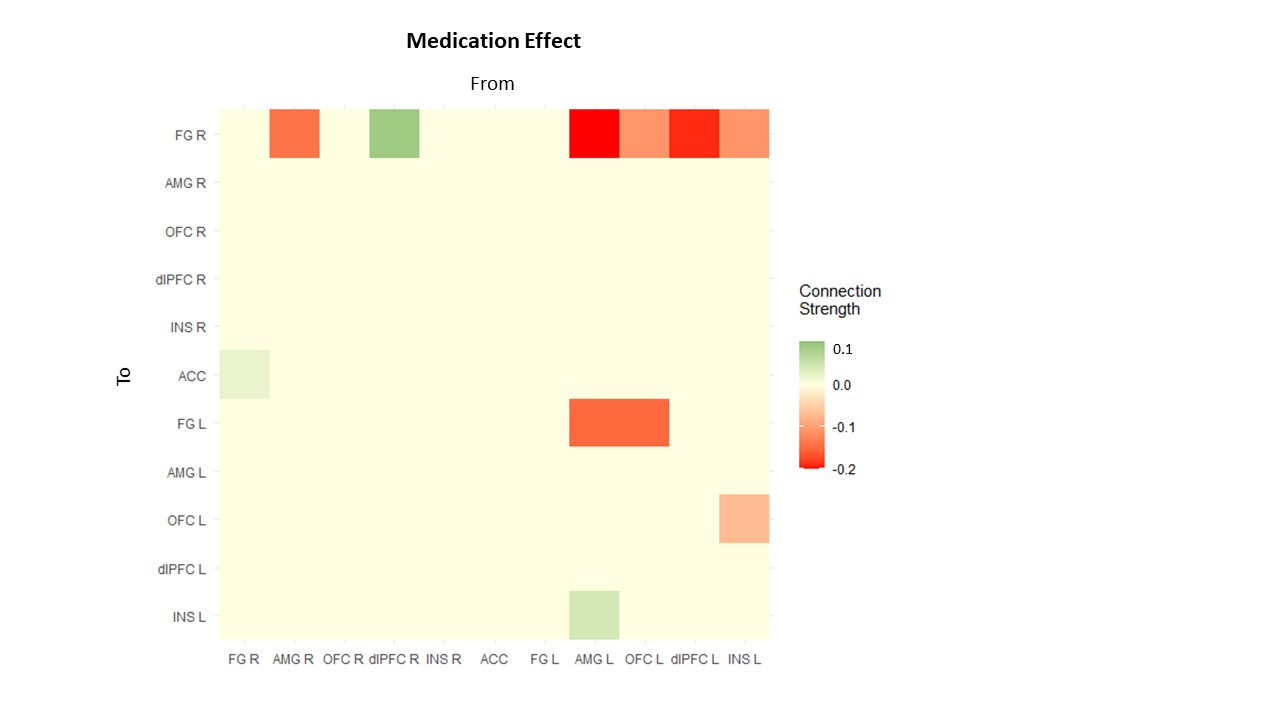 Medication Effect
From
FG R
AMG R
OFC R
dlPFC R
INS R
ACC
FG L
AMG L
OFC L
dlPFC L
INS L
To
FG R AMG R OFC R dlPFC R INS R ACC FG L AMG L OFC L dlPFC L INS L
Connection
Strength
0.1
0.0
-0.1
-0.2